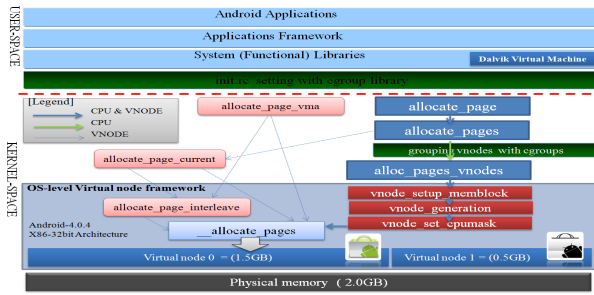 USER-SPACE
Android Applications
Applications Framework
System (Functional) Libraries
Dalvik Virtual Machine
init.rc setting with cgroup library
KERNEL-SPACE
[Legend]
CPU & VNODE
CPU
VNODE
allocate_page_vma
allocate_page
allocate_pages
grouping vnodes with cgroups
allocate_page_current
alloc_pages_vnodes
OS-level Virtual node framework
vnode_setup_memblock
vnode_generation
vnode_set_cpumask
allocate_page_interleave
Android-4.0.4
X86-32bit Architecture
__allocate_pages
Virtual node 0 = (1.5GB)
Virtual node 1 = (0.5GB)
Physical memory ( 2.0GB)